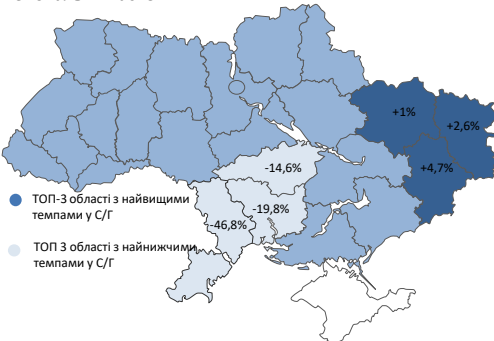 +1%
+2,6%
+4,7%
-14,6%
-19,8%
-46,8%
ТОП-3 області з найвищими
темпами у С/Г
ТОП 3 області з найнижчими
темпами у С/Г